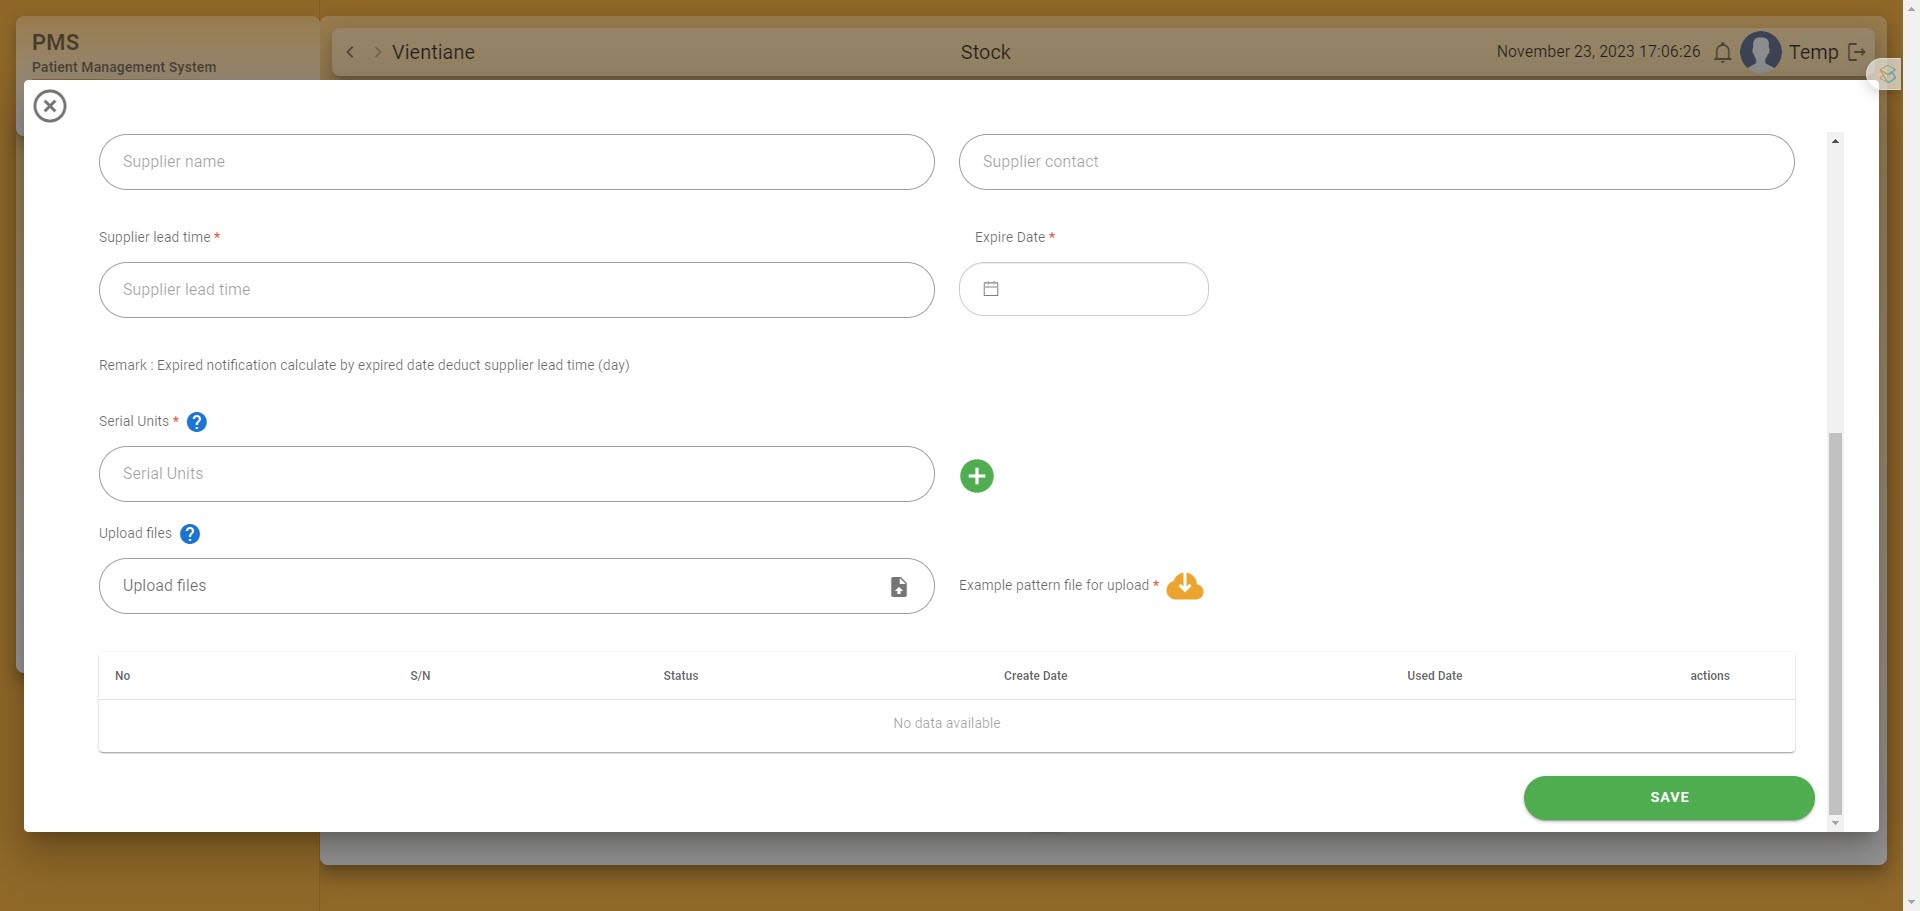 PMS
Patient Management System
Vientiane
Stock
November 23, 2023 17:06:26
Temp
Supplier name
Supplier contact
Supplier lead time *
Expire Date *
Supplier lead time
Remark : Expired notification calculate by expired date deduct supplier lead time (day)
Serial Units * ?
Serial Units
Upload files ?
Upload files
Example pattern file for upload *
No S/N Status Create Date Used Date actions
No data available
SAVE